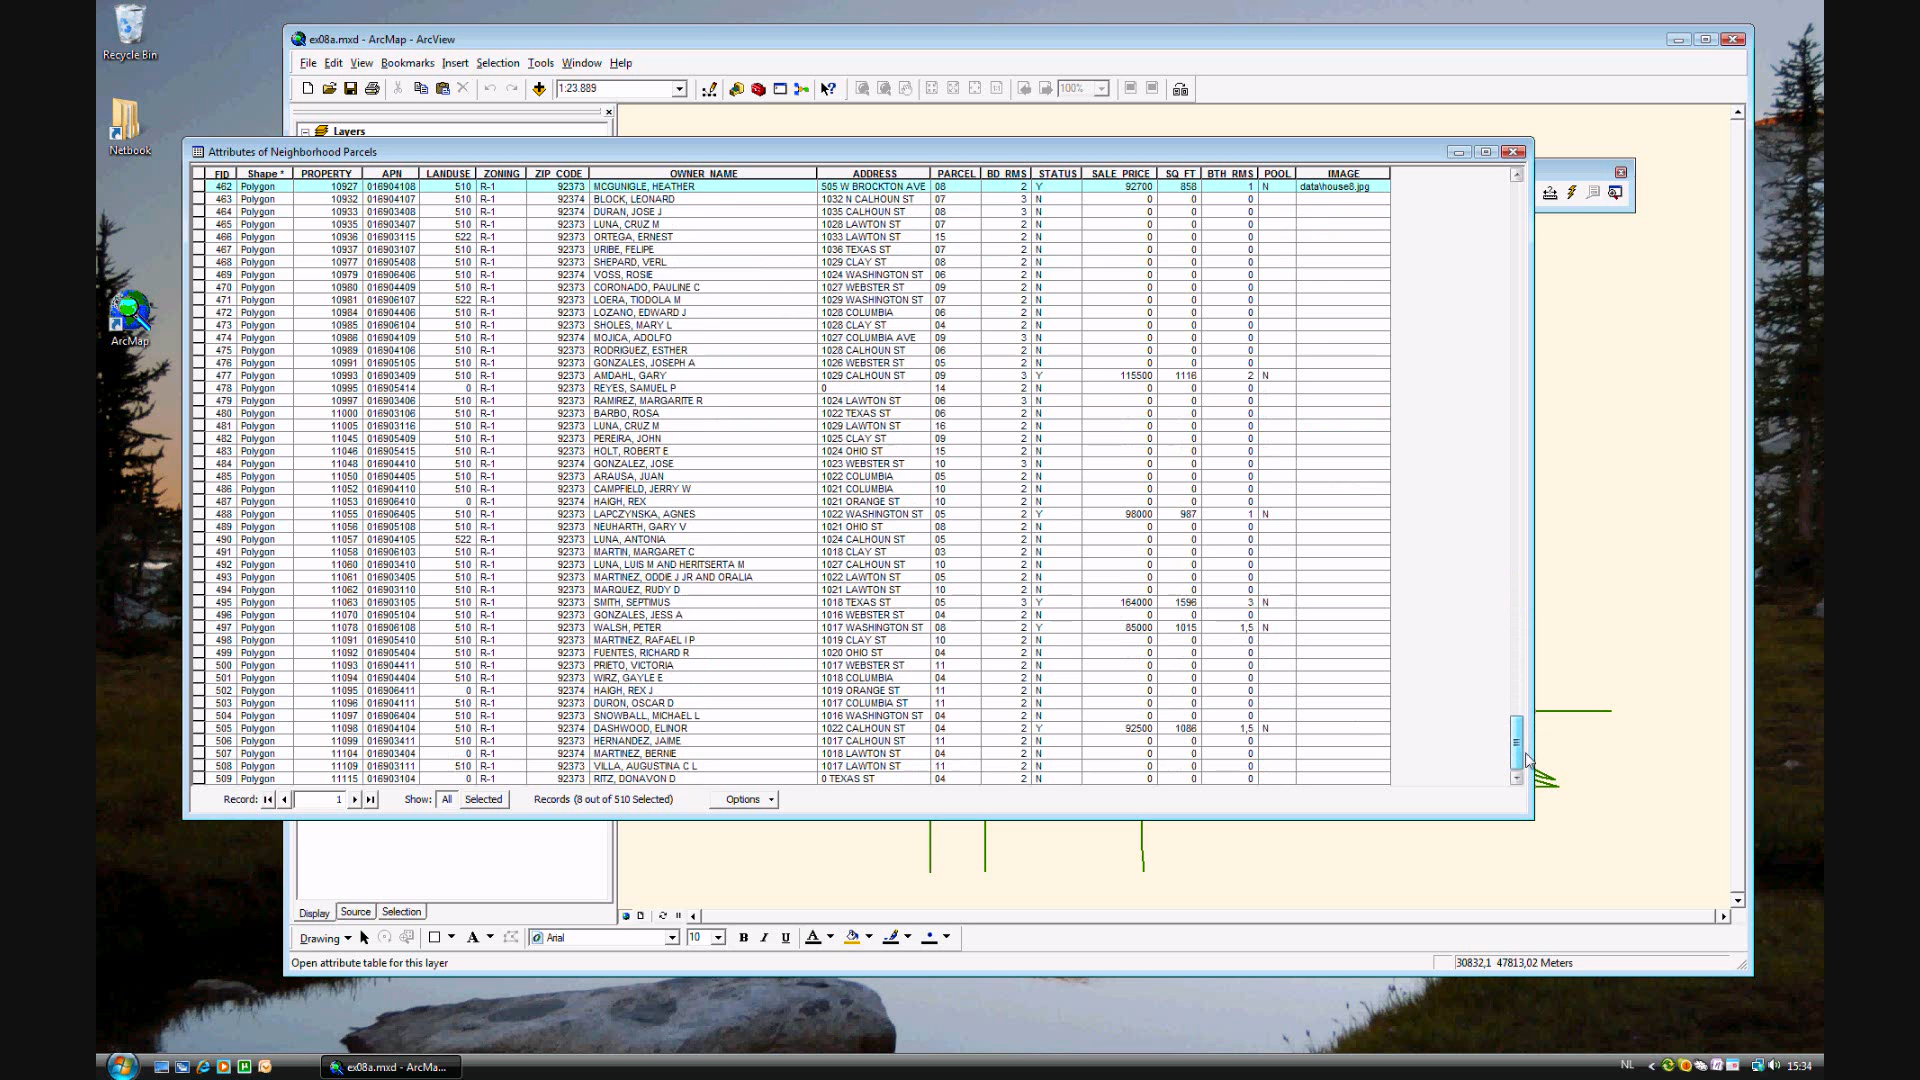 Recycle Bin
Netbook
ArcMap
ex08a.mxd - ArcMap - ArcView
File Edit View Bookmarks Insert Selection Tools Window Help
1:23.889
100%
Layers
Attributes of Neighborhood Parcels
FID Shape * PROPERTY APN LANDUSE ZONING ZIP_CODE OWNER_NAME ADDRESS PARCEL BD_RMS STATUS SALE_PRICE SQ_FT BTH_RMS POOL IMAGE
462 Polygon 10927 016904108 510 R-1 92373 MCGUNIGLE, HEATHER 505 W BROCKTON AVE 08 2 Y 92700 858 1 N data\house8.jpg
463 Polygon 10932 016904107 510 R-1 92374 BLOCK, LEONARD 1032 N CALHOUN ST 07 3 N 0 0 0
464 Polygon 10933 016903408 510 R-1 92374 DURAN, JOSE J 1035 CALHOUN ST 08 3 N 0 0 0
465 Polygon 10935 016903407 510 R-1 92373 LUNA, CRUZ M 1028 LAWTON ST 07 2 N 0 0 0
466 Polygon 10936 016903115 522 R-1 92373 ORTEGA, ERNEST 1033 LAWTON ST 15 2 N 0 0 0
467 Polygon 10937 016903107 510 R-1 92373 URIBE, FELIPE 1036 TEXAS ST 07 2 N 0 0 0
468 Polygon 10977 016905408 510 R-1 92373 SHEPARD, VERL 1029 CLAY ST 08 2 N 0 0 0
469 Polygon 10979 016906406 510 R-1 92374 VOSS, ROSIE 1024 WASHINGTON ST 06 2 N 0 0 0
470 Polygon 10980 016904409 510 R-1 92373 CORONADO, PAULINE C 1027 WEBSTER ST 09 2 N 0 0 0
471 Polygon 10981 016906107 522 R-1 92373 LOERA, TIODOLA M 1029 WASHINGTON ST 07 2 N 0 0 0
472 Polygon 10984 016904406 510 R-1 92373 LOZANO, EDWARD J 1028 COLUMBIA 06 2 N 0 0 0
473 Polygon 10985 016906104 510 R-1 92373 SHOLES, MARY L 1028 CLAY ST 04 2 N 0 0 0
474 Polygon 10986 016904109 510 R-1 92374 MOJICA, ADOLFO 1027 COLUMBIA AVE 09 3 N 0 0 0
475 Polygon 10989 016904106 510 R-1 92373 RODRIGUEZ, ESTHER 1028 CALHOUN ST 06 2 N 0 0 0
476 Polygon 10991 016905105 510 R-1 92373 GONZALES, JOSEPH A 1026 WEBSTER ST 05 2 N 0 0 0
477 Polygon 10993 016903409 510 R-1 92373 AMDAHL, GARY 1029 CALHOUN ST 09 3 Y 115500 1116 2 N
478 Polygon 10995 016905414 0 R-1 92373 REYES, SAMUEL P 0 14 2 N 0 0 0
479 Polygon 10997 016903406 510 R-1 92373 RAMIREZ, MARGARITE R 1024 LAWTON ST 06 3 N 0 0 0
480 Polygon 11000 016903106 510 R-1 92373 BARBO, ROSA 1022 TEXAS ST 06 2 N 0 0 0
481 Polygon 11005 016903116 510 R-1 92373 LUNA, CRUZ M 1029 LAWTON ST 16 2 N 0 0 0
482 Polygon 11045 016905409 510 R-1 92373 PEREIRA, JOHN 1025 CLAY ST 09 2 N 0 0 0
483 Polygon 11046 016905415 510 R-1 92373 HOLT, ROBERT E 1024 OHIO ST 15 2 N 0 0 0
484 Polygon 11048 016904410 510 R-1 92374 GONZALEZ, JOSE 1023 WEBSTER ST 10 3 N 0 0 0
485 Polygon 11050 016904405 510 R-1 92373 ARAUSA, JUAN 1022 COLUMBIA 05 2 N 0 0 0
486 Polygon 11052 016904110 510 R-1 92373 CAMPFIELD, JERRY W 1021 COLUMBIA 10 2 N 0 0 0
487 Polygon 11053 016906410 0 R-1 92374 HAIGH, REX 1021 ORANGE ST 10 2 N 0 0 0
488 Polygon 11055 016906405 510 R-1 92373 LAPCZYNSKA, AGNES 1022 WASHINGTON ST 05 2 Y 98000 987 1 N
489 Polygon 11056 016905108 510 R-1 92373 NEUHARTH, GARY V 1021 OHIO ST 08 2 N 0 0 0
490 Polygon 11057 016904105 522 R-1 92373 LUNA, ANTONIA 1024 CALHOUN ST 05 2 N 0 0 0
491 Polygon 11058 016906103 510 R-1 92373 MARTIN, MARGARET C 1018 CLAY ST 03 2 N 0 0 0
492 Polygon 11060 016903410 510 R-1 92373 LUNA, LUIS M AND HERITSERTA M 1027 CALHOUN ST 10 2 N 0 0 0
493 Polygon 11061 016903405 510 R-1 92373 MARTINEZ, ODDIE J JR AND ORALIA 1022 LAWTON ST 05 2 N 0 0 0
494 Polygon 11062 016903110 510 R-1 92373 MARQUEZ, RUDY D 1021 LAWTON ST 10 2 N 0 0 0
495 Polygon 11063 016903105 510 R-1 92373 SMITH, SEPTIMUS 1018 TEXAS ST 05 3 Y 164000 1596 3 N
496 Polygon 11070 016905104 510 R-1 92373 GONZALES, JESS A 1016 WEBSTER ST 04 2 N 0 0 0
497 Polygon 11078 016906108 510 R-1 92373 WALSH, PETER 1017 WASHINGTON ST 08 2 Y 85000 1015 1,5 N
498 Polygon 11091 016905410 510 R-1 92373 MARTINEZ, RAFAEL I P 1019 CLAY ST 10 2 N 0 0 0
499 Polygon 11092 016905404 510 R-1 92373 FUENTES, RICHARD R 1020 OHIO ST 04 2 N 0 0 0
500 Polygon 11093 016904411 510 R-1 92373 PRIETO, VICTORIA 1017 WEBSTER ST 11 2 N 0 0 0
501 Polygon 11094 016904404 510 R-1 92373 WIRZ, GAYLE E 1018 COLUMBIA 04 2 N 0 0 0
502 Polygon 11095 016906411 0 R-1 92374 HAIGH, REX J 1019 ORANGE ST 11 2 N 0 0 0
503 Polygon 11096 016904111 510 R-1 92373 DURON, OSCAR D 1017 COLUMBIA ST 11 2 N 0 0 0
504 Polygon 11097 016906404 510 R-1 92373 SNOWBALL, MICHAEL L 1016 WASHINGTON ST 04 2 N 0 0 0
505 Polygon 11098 016904104 510 R-1 92374 DASHWOOD, ELINOR 1022 CALHOUN ST 04 2 Y 92500 1086 1,5 N
506 Polygon 11099 016903411 510 R-1 92373 HERNANDEZ, JAIME 1017 CALHOUN ST 11 2 N 0 0 0
507 Polygon 11104 016903404 0 R-1 92374 MARTINEZ, BERNIE 1018 LAWTON ST 04 2 N 0 0 0
508 Polygon 11109 016903111 510 R-1 92373 VILLA, AUGUSTINA C L 1017 LAWTON ST 11 2 N 0 0 0
509 Polygon 11115 016903104 0 R-1 92373 RITZ, DONAVON D 0 TEXAS ST 04 2 N 0 0 0
Record: 1 Show: All Selected Records (8 out of 510 Selected) Options
Display Source Selection
Drawing A Arial 10 B I U A
Open attribute table for this layer
30832,1 47813,02 Meters
ex08a.mxd - ArcMa...
NL
15:34